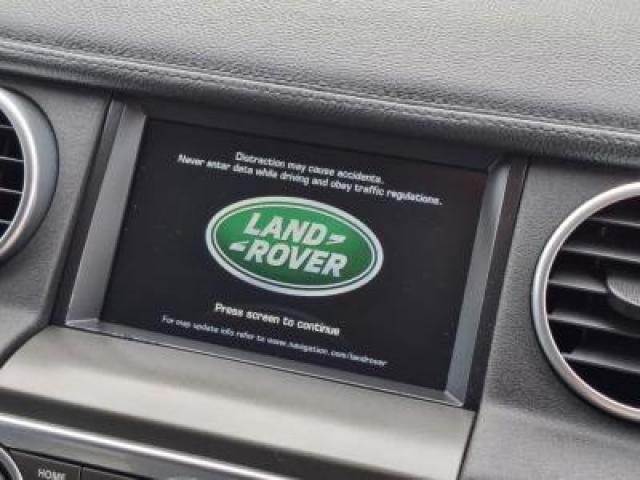 Distraction may cause accidents.
Never enter data while driving and obey traffic regulations.
LAND
ROVER
Press screen to continue
For map update info refer to www.navigation.com/landrover
HOME